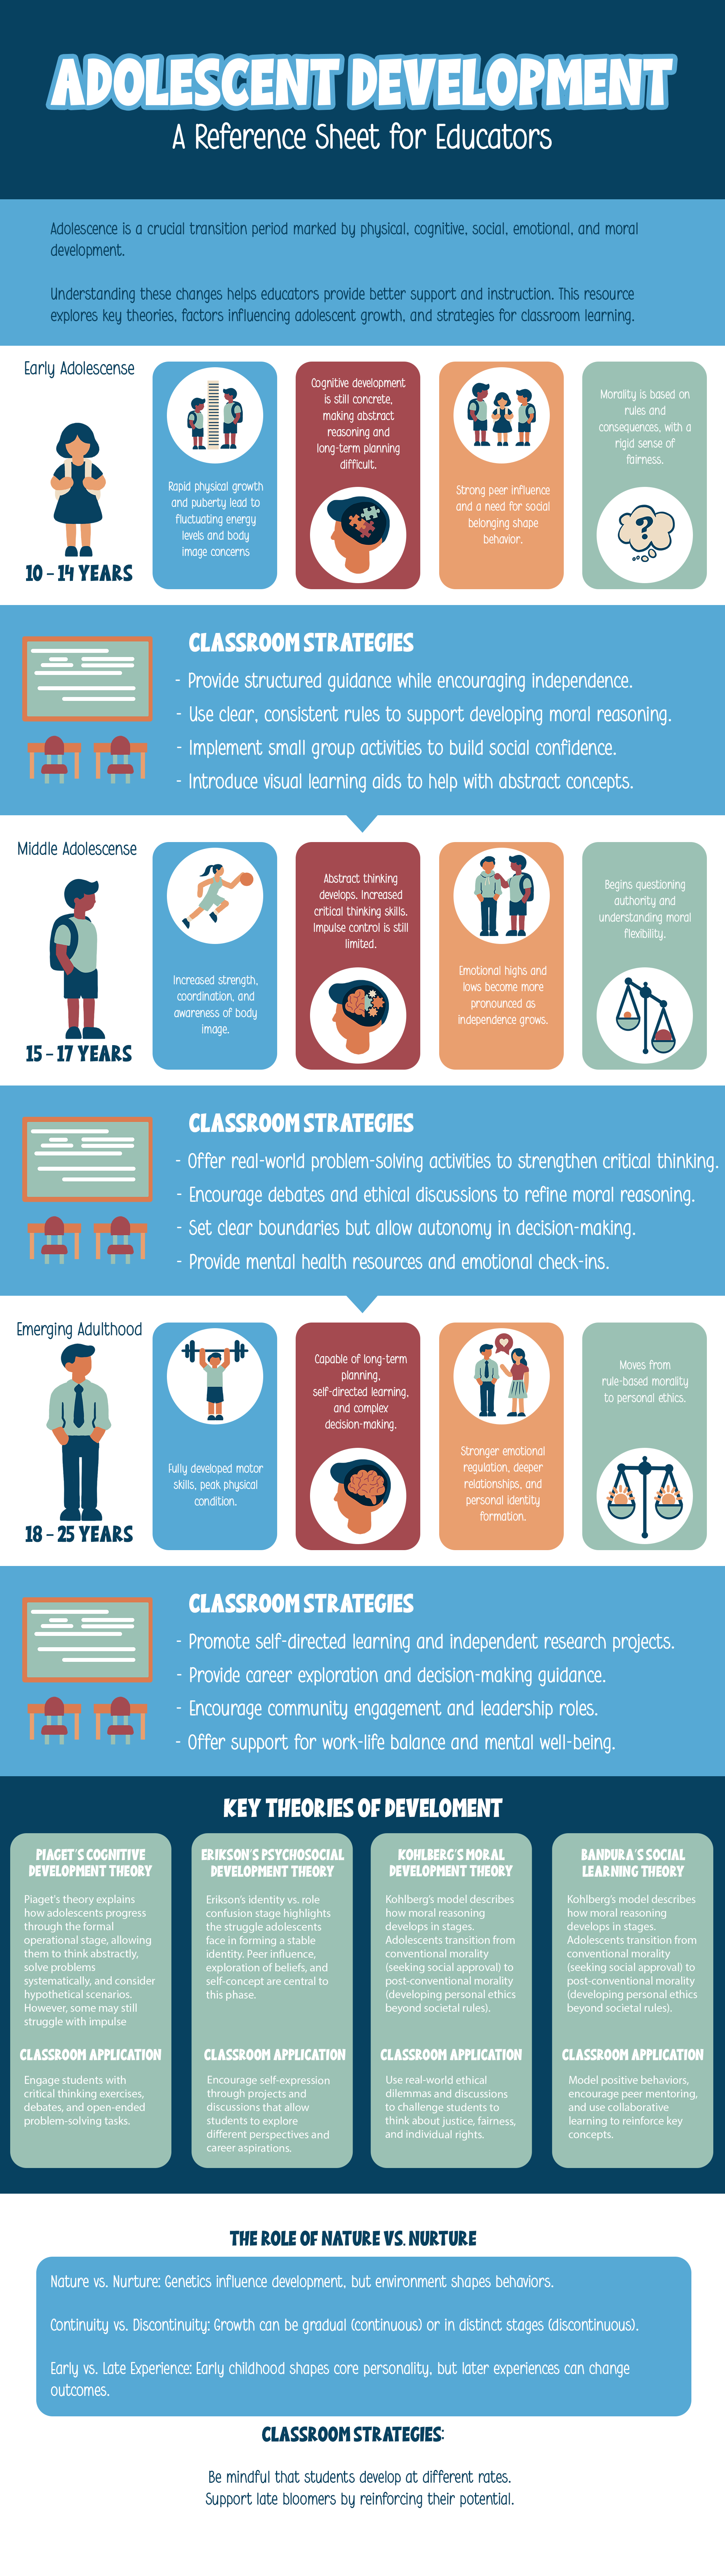 ADOLESCENT DEVELOPMENT
A Reference Sheet for Educators
Adolescence is a crucial transition period marked by physical, cognitive, social, emotional, and moral
development.
Understanding these changes helps educators provide better support and instruction. This resource
explores key theories, factors influencing adolescent growth, and strategies for classroom learning.
Early Adolescense
10 – 14 YEARS
Rapid physical growth
and puberty lead to
fluctuating energy
levels and body
image concerns
Cognitive development
is still concrete,
making abstract
reasoning and
long-term planning
difficult.
Strong peer influence
and a need for social
belonging shape
behavior.
Morality is based on
rules and
consequences, with a
rigid sense of
fairness.
?
CLASSROOM STRATEGIES
- Provide structured guidance while encouraging independence.
- Use clear, consistent rules to support developing moral reasoning.
- Implement small group activities to build social confidence.
- Introduce visual learning aids to help with abstract concepts.
Middle Adolescense
15 – 17 YEARS
Increased strength,
coordination, and
awareness of body
image.
Abstract thinking
develops. Increased
critical thinking skills.
Impulse control is still
limited.
Emotional highs and
lows become more
pronounced as
independence grows.
Begins questioning
authority and
understanding moral
flexibility.
CLASSROOM STRATEGIES
- Offer real-world problem-solving activities to strengthen critical thinking.
- Encourage debates and ethical discussions to refine moral reasoning.
- Set clear boundaries but allow autonomy in decision-making.
- Provide mental health resources and emotional check-ins.
Emerging Adulthood
18 – 25 YEARS
Fully developed motor
skills, peak physical
condition.
Capable of long-term
planning,
self-directed learning,
and complex
decision-making.
Stronger emotional
regulation, deeper
relationships, and
personal identity
formation.
Moves from
rule-based morality
to personal ethics.
CLASSROOM STRATEGIES
- Promote self-directed learning and independent research projects.
- Provide career exploration and decision-making guidance.
- Encourage community engagement and leadership roles.
- Offer support for work-life balance and mental well-being.
KEY THEORIES OF DEVELOMENT
PIAGET'S COGNITIVE
DEVELOPMENT THEORY
Piaget's theory explains
how adolescents progress
through the formal
operational stage, allowing
them to think abstractly,
solve problems
systematically, and consider
hypothetical scenarios.
However, some may still
struggle with impulse
CLASSROOM APPLICATION
Engage students with
critical thinking exercises,
debates, and open-ended
problem-solving tasks.
ERIKSON'S PSYCHOSOCIAL
DEVELOPMENT THEORY
Erikson's identity vs. role
confusion stage highlights
the struggle adolescents
face in forming a stable
identity. Peer influence,
exploration of beliefs, and
self-concept are central to
this phase.
CLASSROOM APPLICATION
Encourage self-expression
through projects and
discussions that allow
students to explore
different perspectives and
career aspirations.
KOHLBERG'S MORAL
DEVELOPMENT THEORY
Kohlberg's model describes
how moral reasoning
develops in stages.
Adolescents transition from
conventional morality
(seeking social approval) to
post-conventional morality
(developing personal ethics
beyond societal rules).
CLASSROOM APPLICATION
Use real-world ethical
dilemmas and discussions
to challenge students to
think about justice, fairness,
and individual rights.
BANDURA'S SOCIAL
LEARNING THEORY
Kohlberg's model describes
how moral reasoning
develops in stages.
Adolescents transition from
conventional morality
(seeking social approval) to
post-conventional morality
(developing personal ethics
beyond societal rules).
CLASSROOM APPLICATION
Model positive behaviors,
encourage peer mentoring,
and use collaborative
learning to reinforce key
concepts.
THE ROLE OF NATURE VS. NURTURE
Nature vs. Nurture: Genetics influence development, but environment shapes behaviors.
Continuity vs. Discontinuity: Growth can be gradual (continuous) or in distinct stages (discontinuous).
Early vs. Late Experience: Early childhood shapes core personality, but later experiences can change
outcomes.
CLASSROOM STRATEGIES:
Be mindful that students develop at different rates.
Support late bloomers by reinforcing their potential.